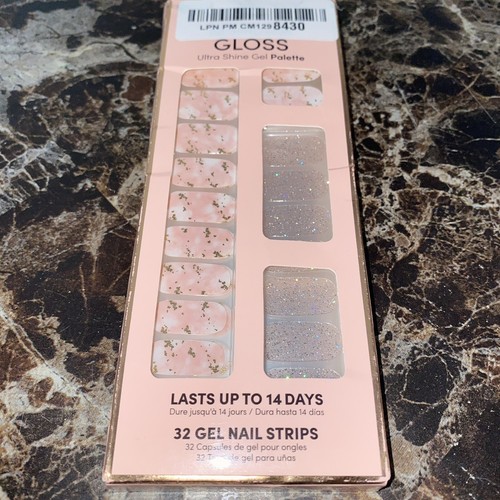 LPN PM CM1298430
GLOSS
Ultra Shine Gel Palette
LASTS UP TO 14 DAYS
Dure jusqu'à 14 jours / Dura hasta 14 días
32 GEL NAIL STRIPS
32 Capsules de gel pour ongles
32 de gel para uñas